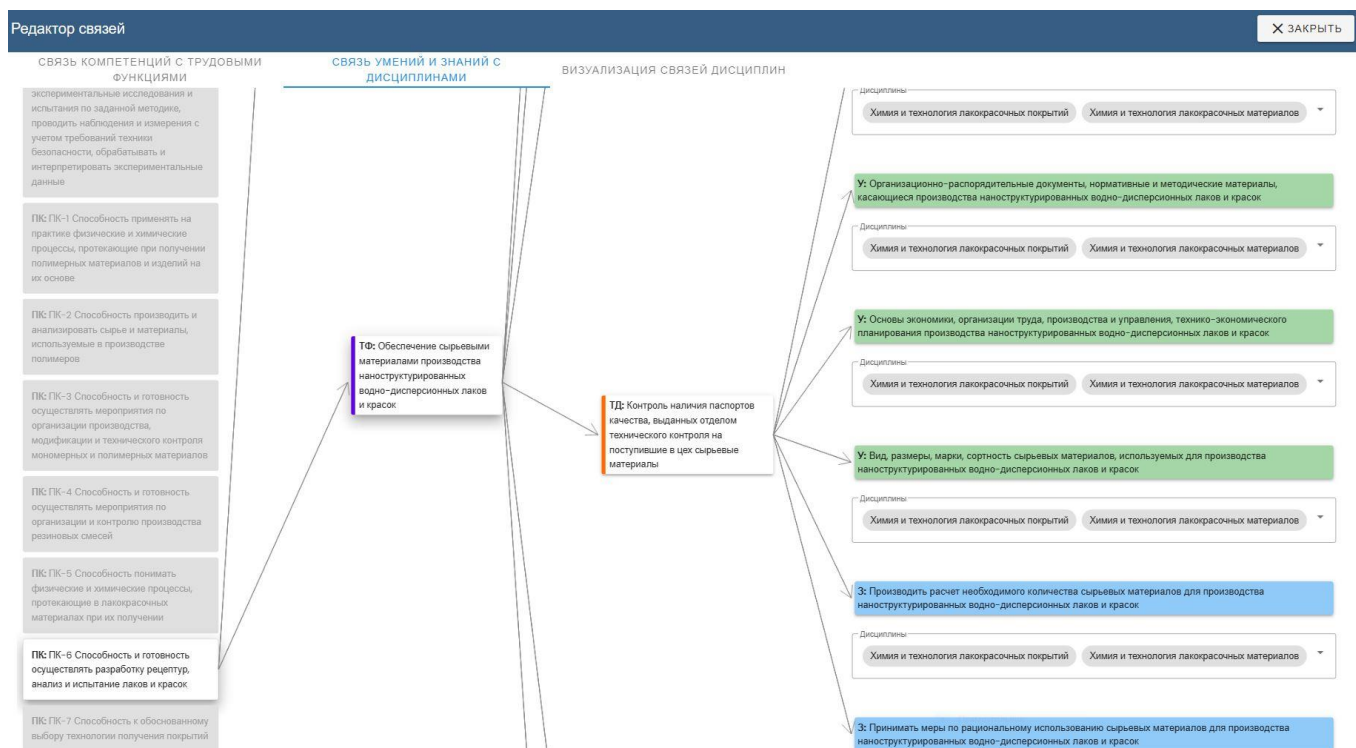 Редактор связей
ЗАКРЫТЬ
СВЯЗЬ КОМПЕТЕНЦИЙ С ТРУДОВЫМИ
ФУНКЦИЯМИ
СВЯЗЬ УМЕНИЙ И ЗНАНИЙ С
ДИСЦИПЛИНАМИ
ВИЗУАЛИЗАЦИЯ СВЯЗЕЙ ДИСЦИПЛИН
экспериментальные исследования и
испытания по заданной методике,
проводить наблюдения и измерения с
учетом требований техники
безопасности, обрабатывать и
интерпретировать экспериментальные
данные
ПК: ПК-1 Способность применять на
практике физические и химические
процессы, протекающие при получении
полимерных материалов и изделий на
их основе
ПК: ПК-2 Способность производить и
анализировать сырье и материалы,
используемые в производстве
полимеров
ПК: ПК-3 Способность и готовность
осуществлять мероприятия по
организации производства,
модификации и технического контроля
мономерных и полимерных материалов
ПК: ПК-4 Способность и готовность
осуществлять мероприятия по
организации и контролю производства
резиновых смесей
ПК: ПК-5 Способность понимать
физические и химические процессы,
протекающие в лакокрасочных
материалах при их получении
ПК: ПК-6 Способность и готовность
осуществлять разработку рецептур,
анализ и испытание лаков и красок
ПК: ПК-7 Способность к обоснованному
выбору технологии получения покрытий
ТФ: Обеспечение сырьевыми
материалами производства
наноструктурированных
водно-дисперсионных лаков
и красок
ТД: Контроль наличия паспортов
качества, выданных отделом
технического контроля на
поступившие в цех сырьевые
материалы
Дисциплины
Химия и технология лакокрасочных покрытий Химия и технология лакокрасочных материалов
У: Организационно-распорядительные документы, нормативные и методические материалы,
касающиеся производства наноструктурированных водно-дисперсионных лаков и красок
Дисциплины
Химия и технология лакокрасочных покрытий Химия и технология лакокрасочных материалов
У: Основы экономики, организации труда, производства и управления, технико-экономического
планирования производства наноструктурированных водно-дисперсионных лаков и красок
Дисциплины
Химия и технология лакокрасочных покрытий Химия и технология лакокрасочных материалов
У: Вид, размеры, марки, сортность сырьевых материалов, используемых для производства
наноструктурированных водно-дисперсионных лаков и красок
Дисциплины
Химия и технология лакокрасочных покрытий Химия и технология лакокрасочных материалов
З: Производить расчет необходимого количества сырьевых материалов для производства
наноструктурированных водно-дисперсионных лаков и красок
Дисциплины
Химия и технология лакокрасочных покрытий Химия и технология лакокрасочных материалов
З: Принимать меры по рациональному использованию сырьевых материалов для производства
наноструктурированных водно-дисперсионных лаков и красок